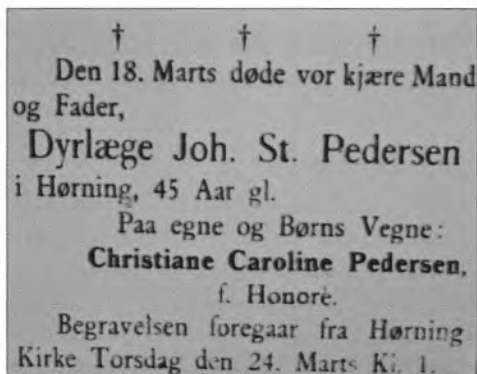 † † †
Den 18. Marts døde vor kjære Mand
og Fader,
Dyrlæge Joh. St. Pedersen
i Hørning, 45 Aar gl.
Paa egne og Børns Vegne:
Christiane Caroline Pedersen,
f. Honorè.
Begravelsen foregaar fra Hørning
Kirke Torsdag den 24. Marts Kl. 1.